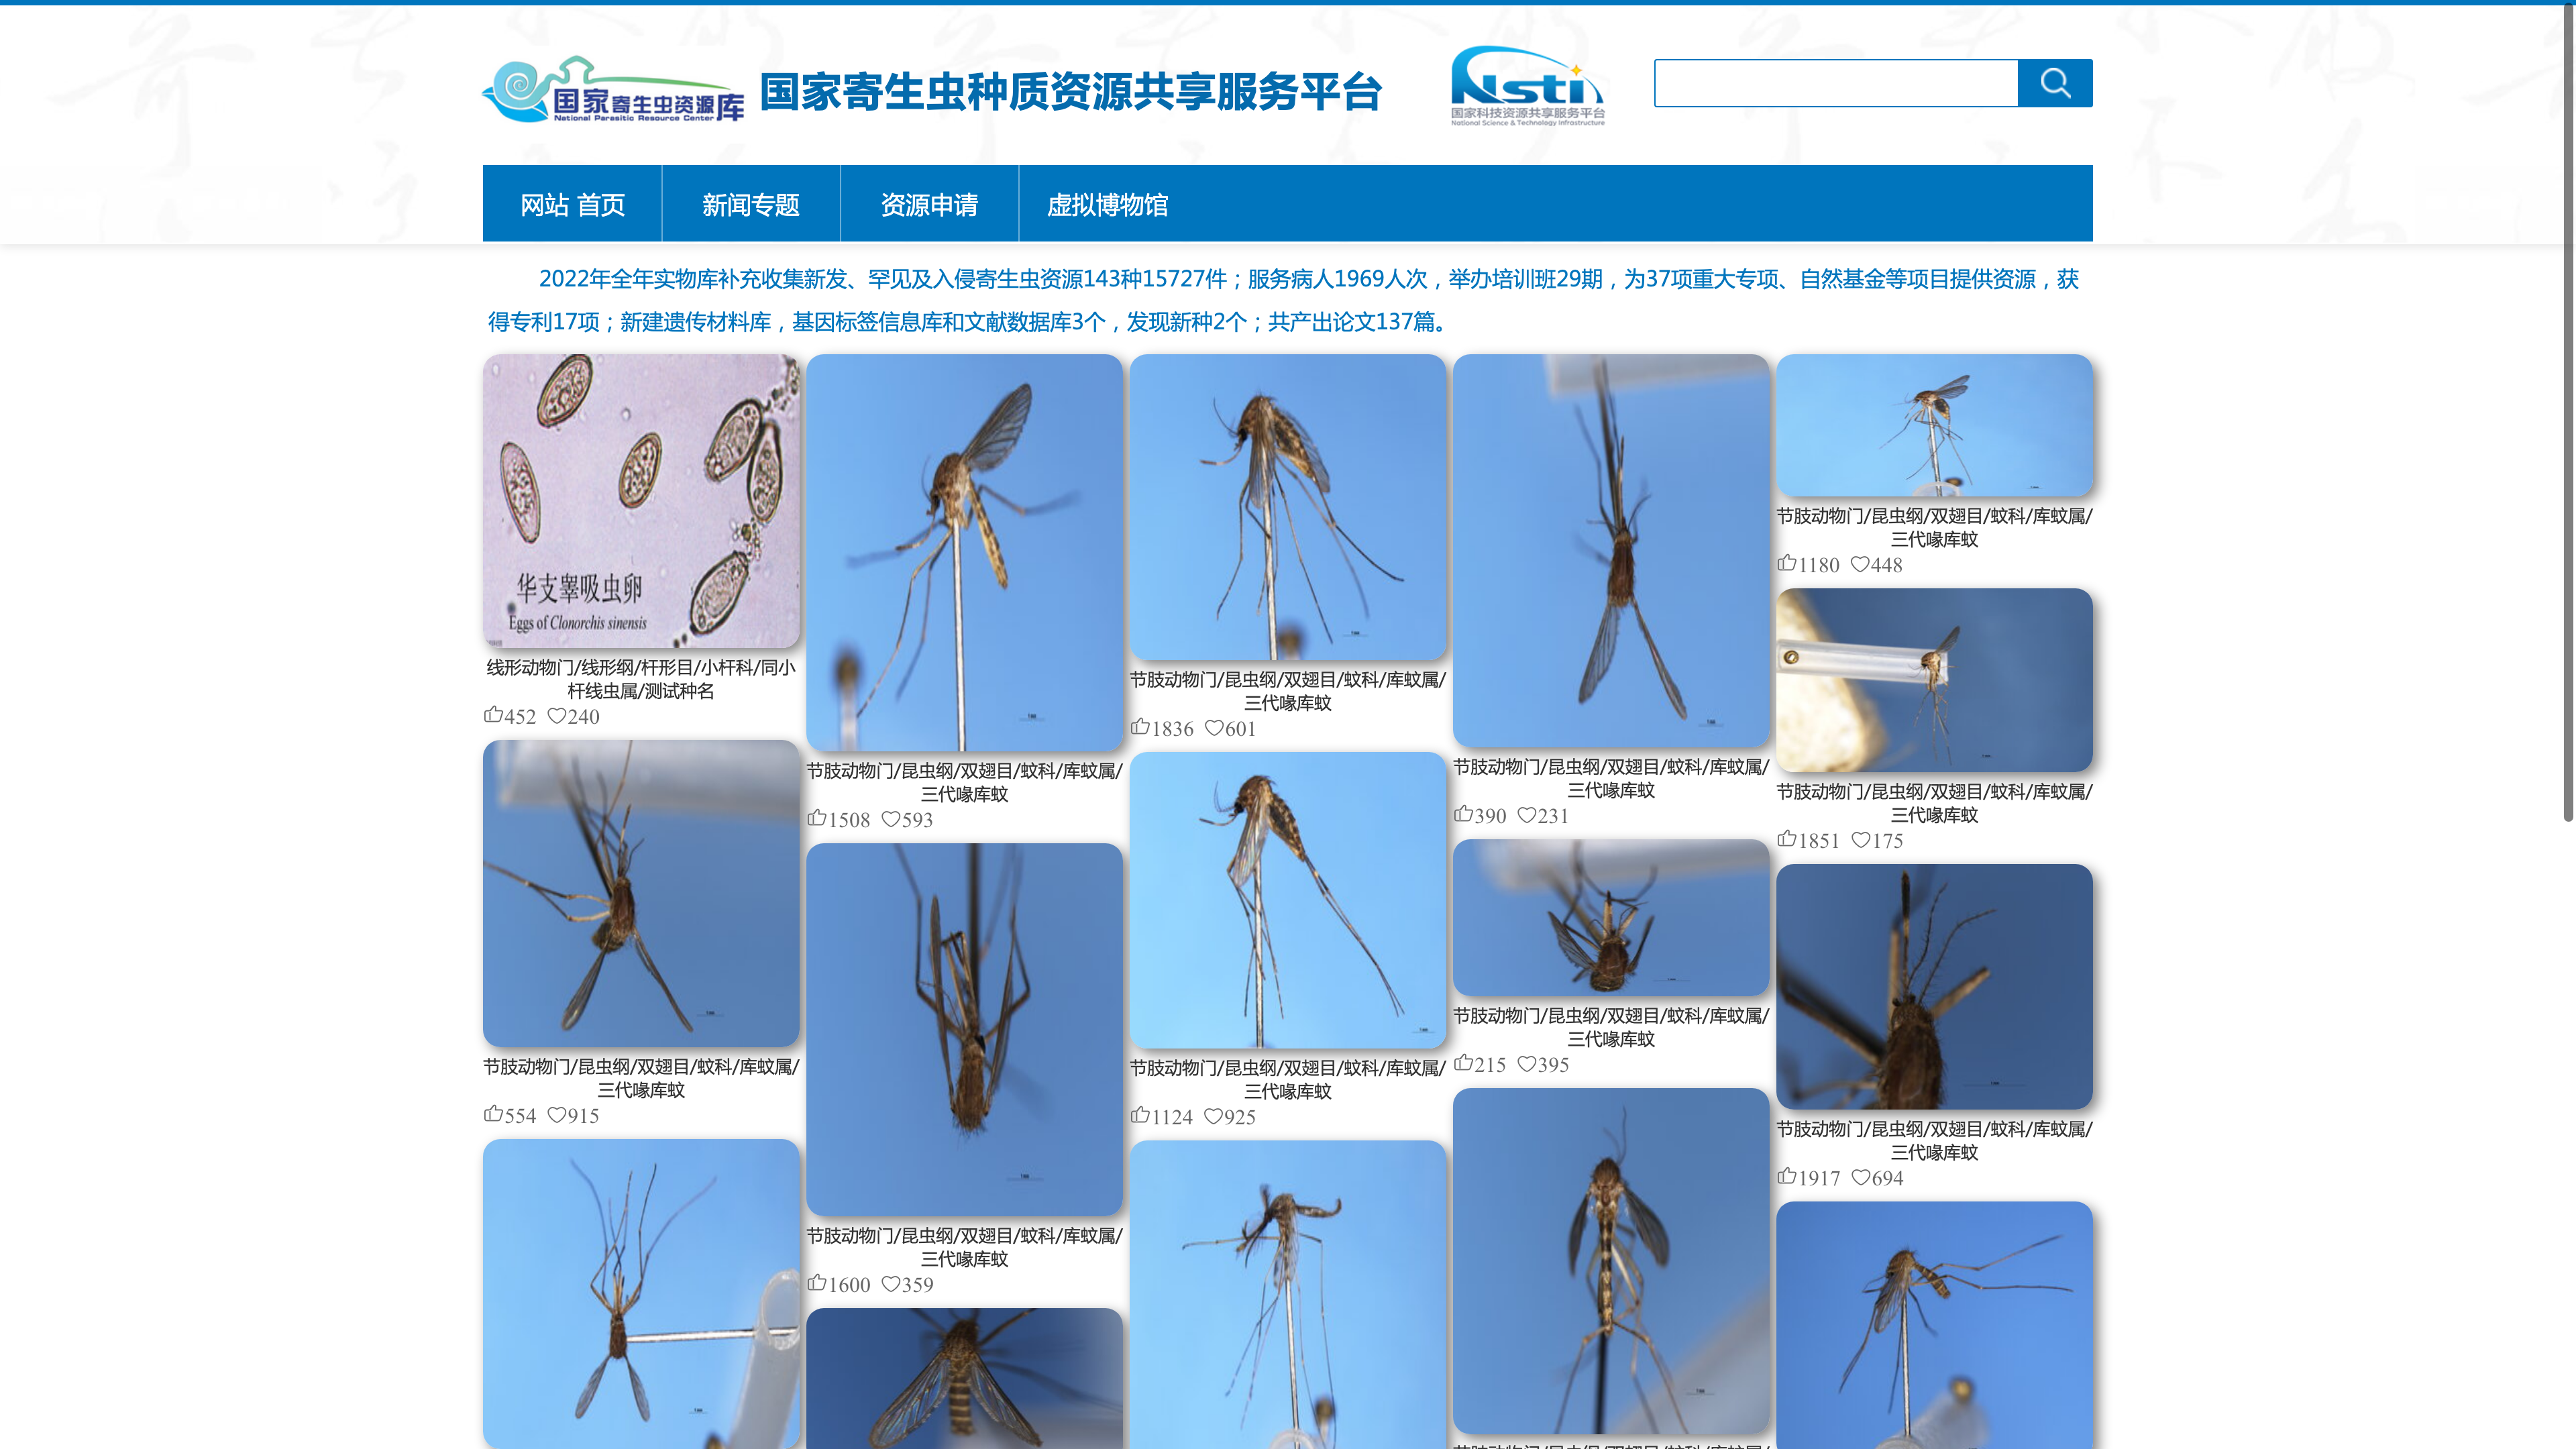 国家寄生虫资源库
National Parasitic Resource Center
国家寄生虫种质资源共享服务平台
Nsti
国家科技资源共享服务平台
National Science & Technology Infrastructure
网站 首页
新闻专题
资源申请
虚拟博物馆
2022年全年实物库补充收集新发、罕见及入侵寄生虫资源143种15727件；服务病人1969人次，举办培训班29期，为37项重大专项、自然基金等项目提供资源，获
得专利17项；新建遗传材料库，基因标签信息库和文献数据库3个，发现新种2个；共产出论文137篇。
华支睾吸虫卵
Eggs of Clonorchis sinensis
线形动物门/线形纲/杆形目/小杆科/同小
杆线虫属/测试种名
452 240
节肢动物门/昆虫纲/双翅目/蚊科/库蚊属/
三代喙库蚊
554 915
节肢动物门/昆虫纲/双翅目/蚊科/库蚊属/
三代喙库蚊
1508 593
节肢动物门/昆虫纲/双翅目/蚊科/库蚊属/
三代喙库蚊
1600 359
节肢动物门/昆虫纲/双翅目/蚊科/库蚊属/
三代喙库蚊
1836 601
节肢动物门/昆虫纲/双翅目/蚊科/库蚊属/
三代喙库蚊
1124 925
节肢动物门/昆虫纲/双翅目/蚊科/库蚊属/
三代喙库蚊
390 231
节肢动物门/昆虫纲/双翅目/蚊科/库蚊属/
三代喙库蚊
215 395
节肢动物门/昆虫纲/双翅目/蚊科/库蚊属/
三代喙库蚊
1180 448
节肢动物门/昆虫纲/双翅目/蚊科/库蚊属/
三代喙库蚊
1851 175
节肢动物门/昆虫纲/双翅目/蚊科/库蚊属/
三代喙库蚊
1917 694